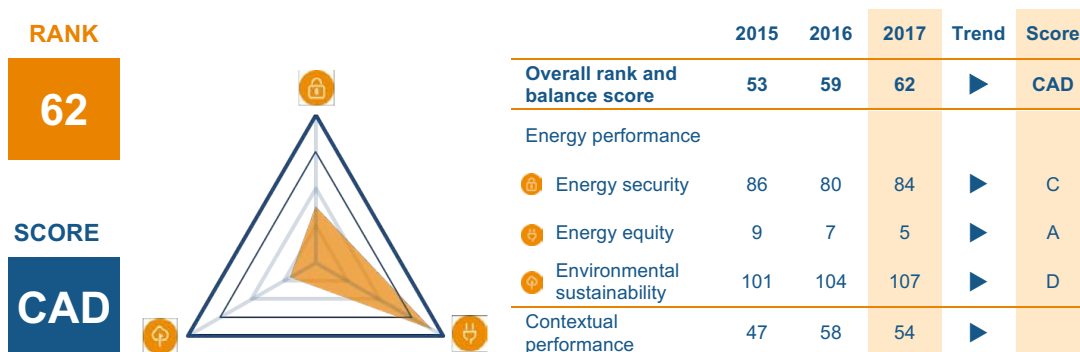 RANK
62
SCORE
CAD
2015 2016 2017 Trend Score
Overall rank and
balance score 53 59 62 CAD
Energy performance
Energy security 86 80 84 C
Energy equity 9 7 5 A
Environmental
sustainability 101 104 107 D
Contextual
performance 47 58 54